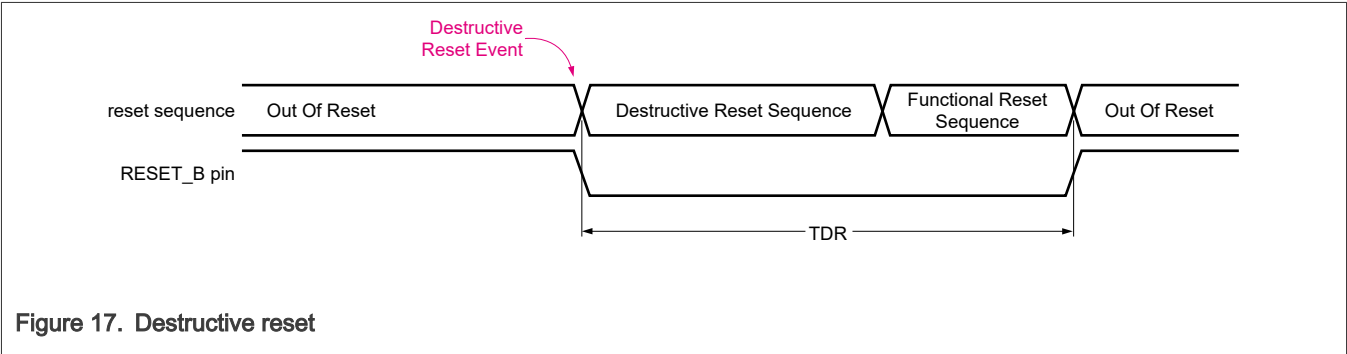 Destructive
Reset Event
reset sequence
Out Of Reset
Destructive Reset Sequence
Functional Reset
Sequence
Out Of Reset
RESET_B pin
TDR
Figure 17. Destructive reset